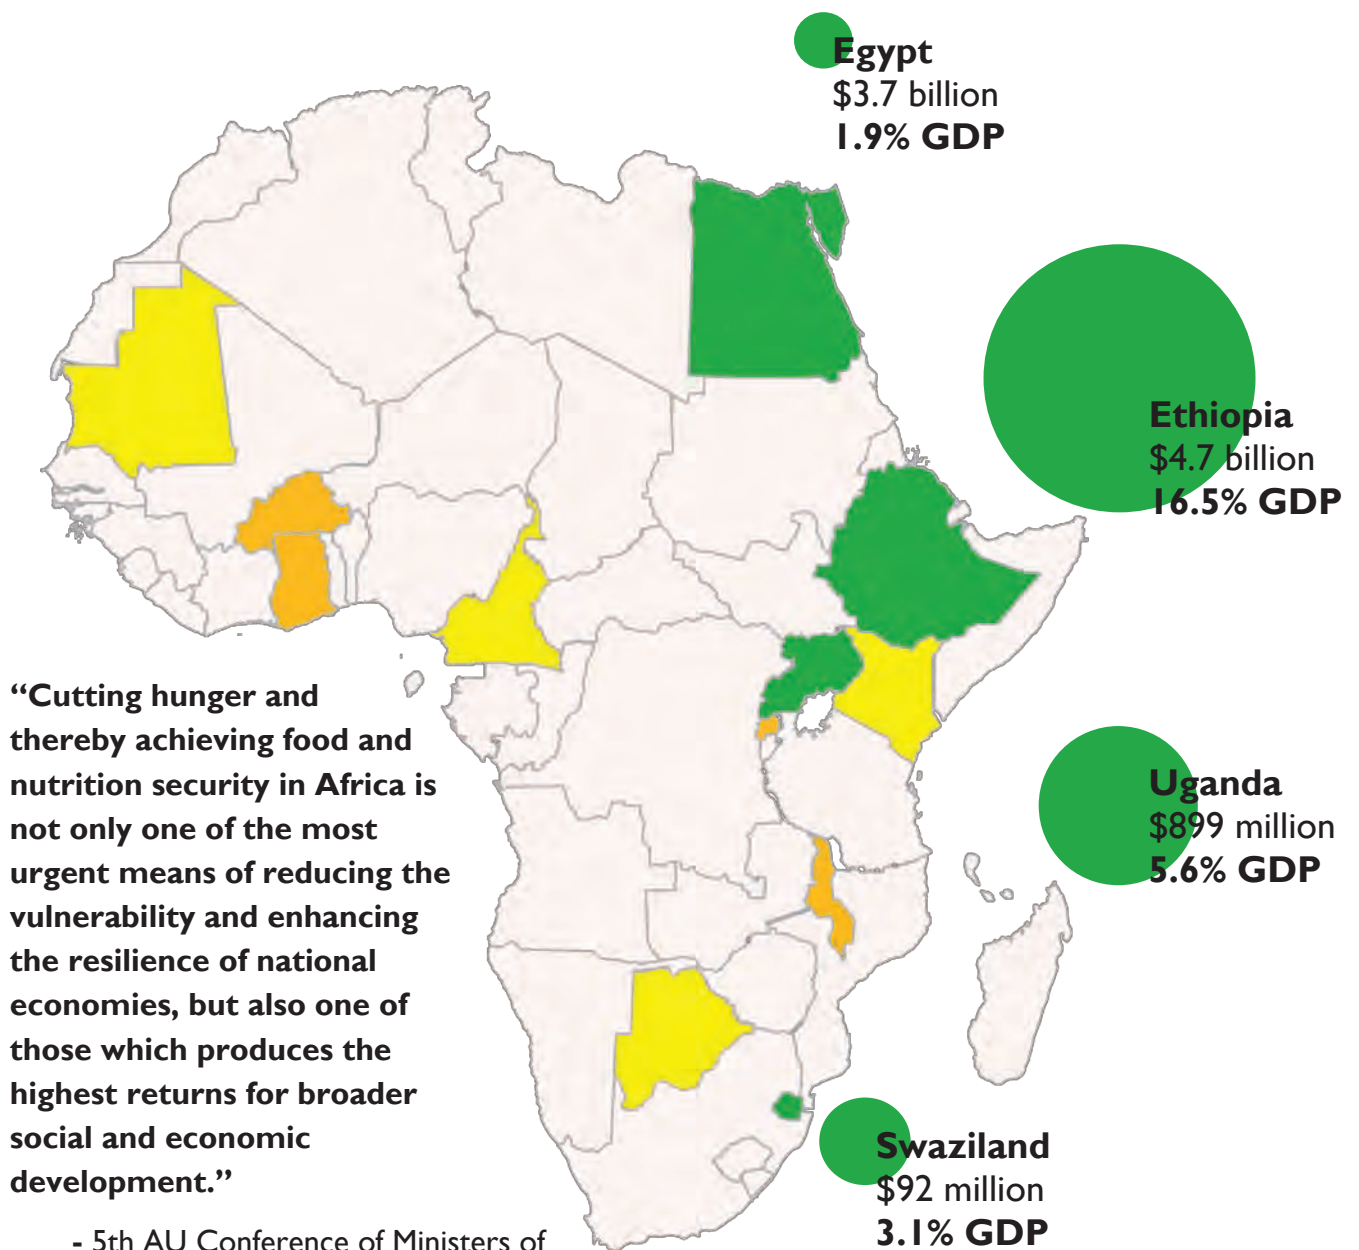 Egypt
$3.7 billion
1.9% GDP
Ethiopia
$4.7 billion
16.5% GDP
“Cutting hunger and
thereby achieving food and
nutrition security in Africa is
not only one of the most
urgent means of reducing the
vulnerability and enhancing
the resilience of national
economies, but also one of
those which produces the
highest returns for broader
social and economic
development.”
- 5th AU Conference of Ministers of
Uganda
$899 million
5.6% GDP
Swaziland
$92 million
3.1% GDP